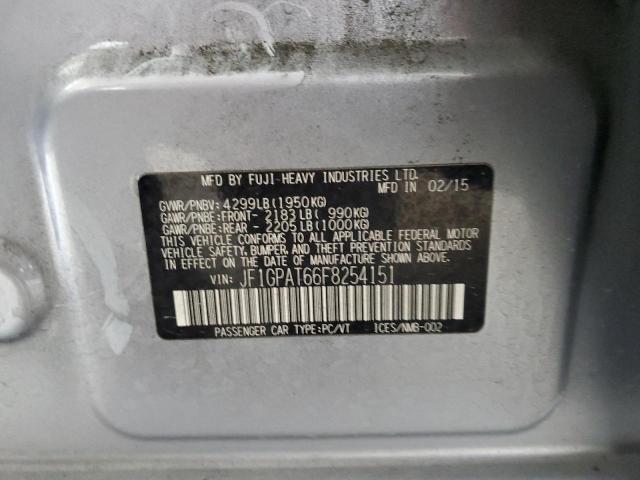 MFD BY FUJI HEAVY INDUSTRIES LTD.
MFD IN 02/15
GVWR/PNBV: 4299LB(1950KG)
GAWR/PNBE:FRONT- 2183LB( 990KG)
GAWR/PNBE:REAR - 2205LB(1000KG)
THIS VEHICLE CONFORMS TO ALL APPLICABLE FEDERAL MOTOR
VEHICLE SAFETY, BUMPER, AND THEFT PREVENTION STANDARDS
IN EFFECT ON THE DATE OF MANUFACTURE SHOWN ABOVE.
VIN: JF1GPAT66F8254151
PASSENGER CAR TYPE:PC/VT ICES/NMB-002